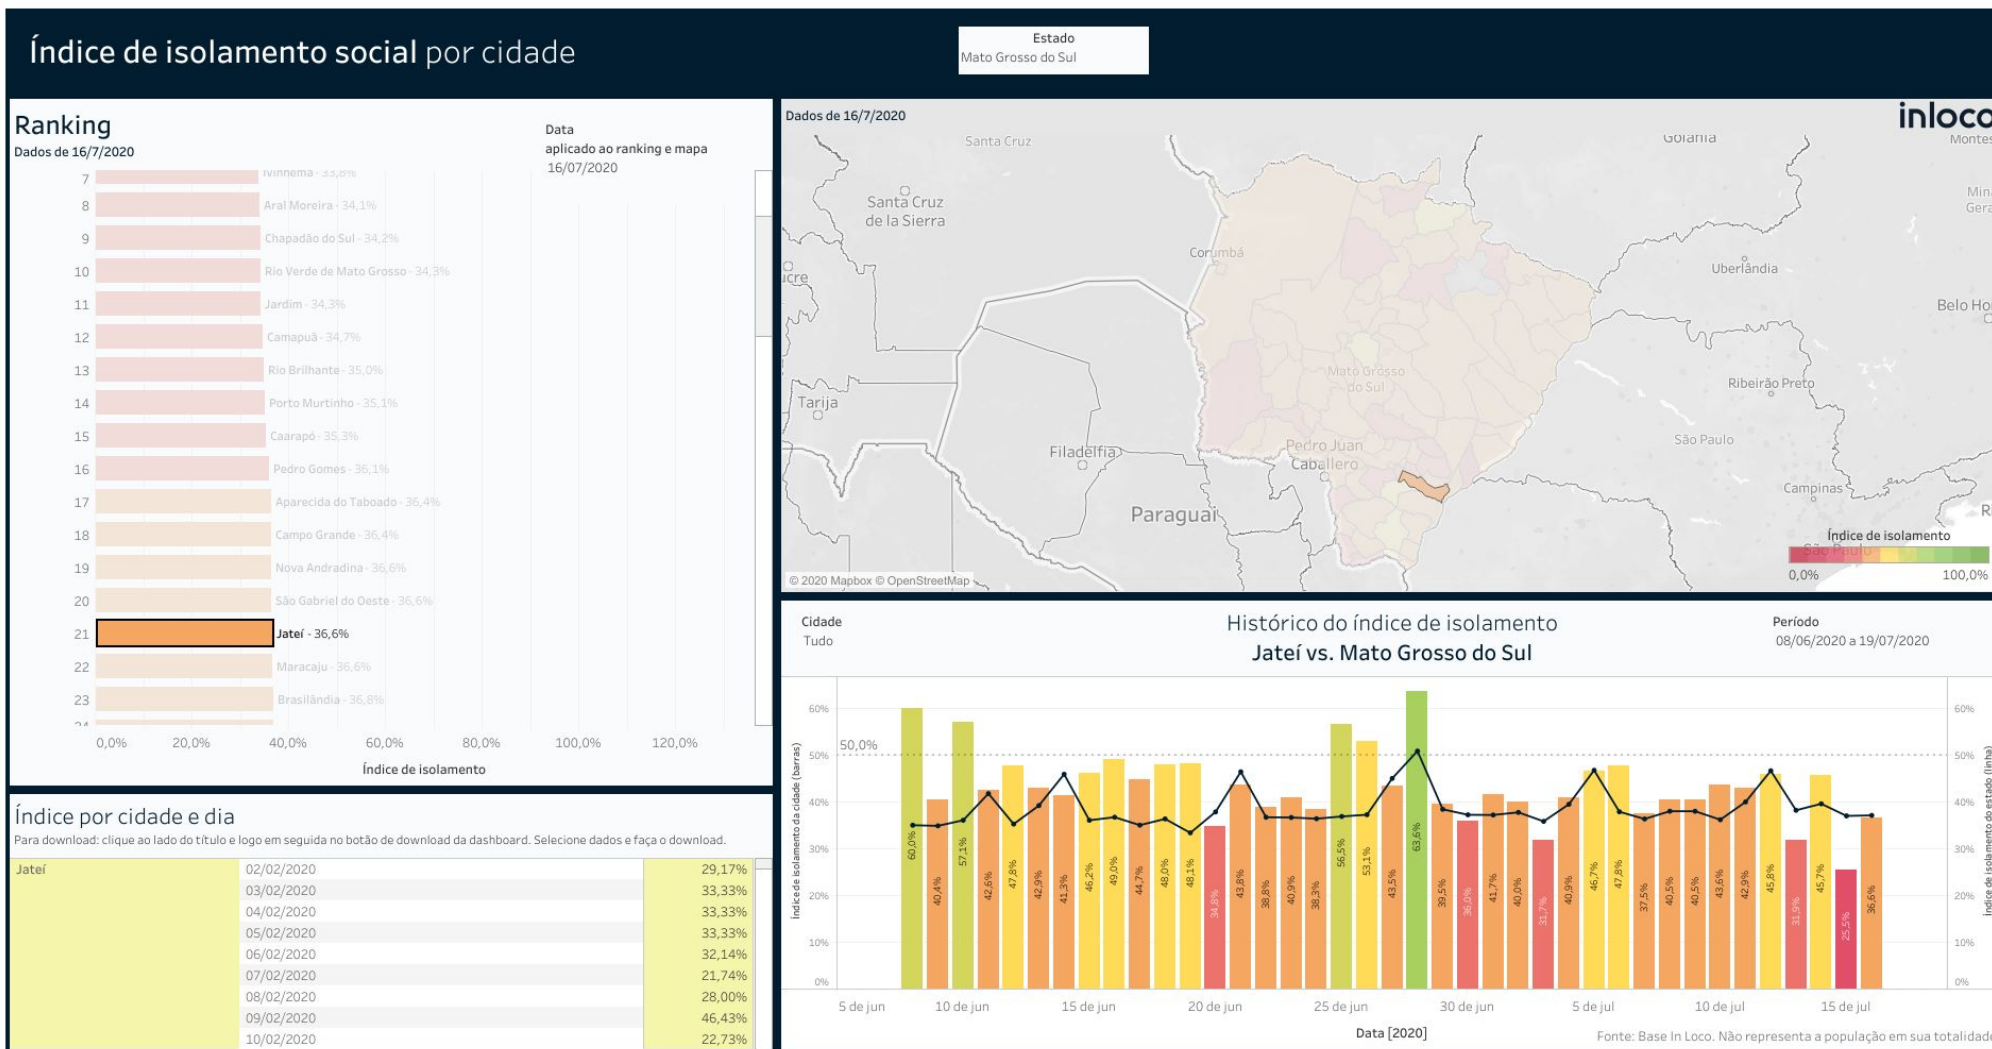 Índice de isolamento social por cidade
Estado
Mato Grosso do Sul
Ranking
Dados de 16/7/2020
Data
aplicado ao ranking e mapa
16/07/2020
7 Ivinhema - 33,8%
8 Aral Moreira - 34,1%
9 Chapadão do Sul - 34,2%
10 Rio Verde de Mato Grosso - 34,3%
11 Jardim - 34,3%
12 Camapuã - 34,7%
13 Rio Brilhante - 35,0%
14 Porto Murtinho - 35,1%
15 Caarapó - 35,3%
16 Pedro Gomes - 36,1%
17 Aparecida do Taboado - 36,4%
18 Campo Grande - 36,4%
19 Nova Andradina - 36,6%
20 São Gabriel do Oeste - 36,6%
21 Jateí - 36,6%
22 Maracaju - 36,6%
23 Brasilândia - 36,8%
24
0,0% 20,0% 40,0% 60,0% 80,0% 100,0% 120,0%
Índice de isolamento
Índice por cidade e dia
Para download: clique ao lado do título e logo em seguida no botão de download da dashboard. Selecione dados e faça o download.
Jateí 02/02/2020 29,17%
03/02/2020 33,33%
04/02/2020 33,33%
05/02/2020 33,33%
06/02/2020 32,14%
07/02/2020 21,74%
08/02/2020 28,00%
09/02/2020 46,43%
10/02/2020 22,73%
Dados de 16/7/2020
inloco
Santa Cruz
Goiânia
Montes
Santa Cruz
de la Sierra
Mina
Gera
Corumbá
ucre
Uberlândia
Belo Ho
Mato Grosso
do Sul
Ribeirão Preto
Tarija
São Paulo
Pedro Juan
Caballero
Filadelfia
Campinas
Paraguai
Ri
Índice de isolamento
São Paulo
0,0% 100,0%
© 2020 Mapbox © OpenStreetMap
Cidade
Tudo
Histórico do índice de isolamento
Jateí vs. Mato Grosso do Sul
Período
08/06/2020 a 19/07/2020
Índice de isolamento da cidade (barras)
60%
50%
40%
30%
20%
10%
0%
50,0%
60,0% 40,4% 57,1% 42,6% 47,8% 42,9% 41,3% 46,2% 49,0% 44,7% 48,0% 48,1% 34,8% 43,8% 38,8% 40,9% 38,3% 56,5% 53,1% 43,5% 63,6% 39,5% 36,0% 41,7% 40,0% 31,7% 40,9% 46,7% 47,8% 37,5% 40,5% 40,5% 43,6% 42,9% 45,8% 31,9% 45,7% 25,5% 36,6%
60%
50%
40%
30%
20%
10%
0%
Índice de isolamento do estado (linha)
5 de jun 10 de jun 15 de jun 20 de jun 25 de jun 30 de jun 5 de jul 10 de jul 15 de jul
Data [2020]
Fonte: Base In Loco. Não representa a população em sua totalidade